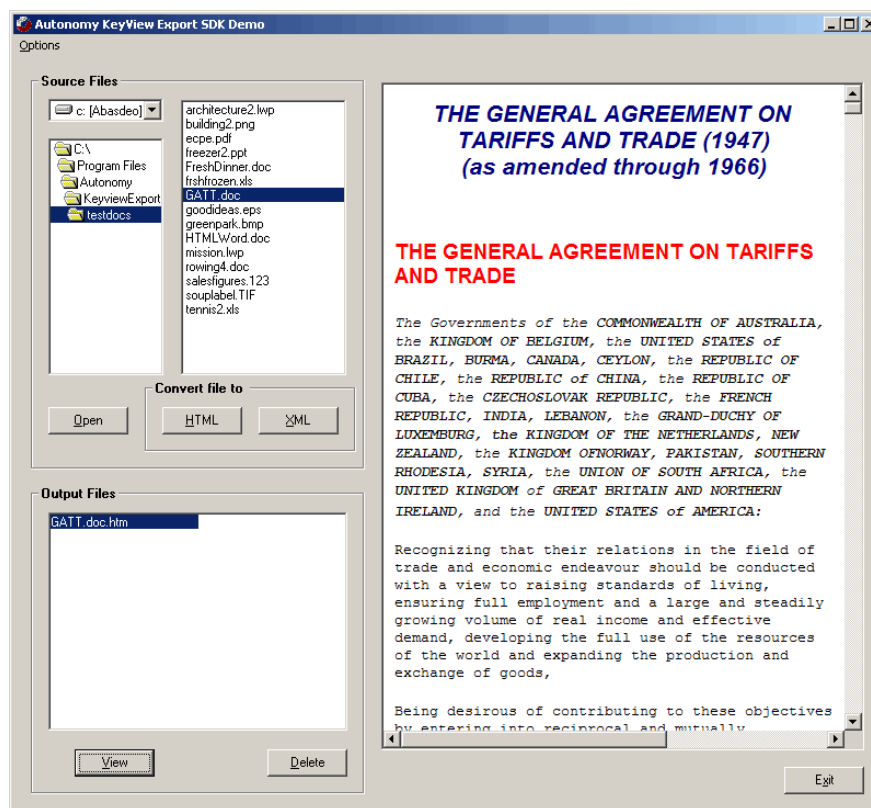 Autonomy KeyView Export SDK Demo
Options
Source Files
c: [Abasdeo]
C:\
Program Files
Autonomy
KeyviewExport
testdocs
architecture2.lwp
building2.png
ecpe.pdf
freezer2.ppt
FreshDinner.doc
frshfrozen.xls
GATT.doc
goodideas.eps
greenpark.bmp
HTMLWord.doc
mission.lwp
rowing4.doc
salesfigures.123
souplabel.TIF
tennis2.xls
Convert file to
Open
HTML
XML
Output Files
GATT.doc.htm
View
Delete
THE GENERAL AGREEMENT ON
TARIFFS AND TRADE (1947)
(as amended through 1966)
THE GENERAL AGREEMENT ON TARIFFS
AND TRADE
The Governments of the COMMONWEALTH OF AUSTRALIA,
the KINGDOM OF BELGIUM, the UNITED STATES of
BRAZIL, BURMA, CANADA, CEYLON, the REPUBLIC OF
CHILE, the REPUBLIC of CHINA, the REPUBLIC OF
CUBA, the CZECHOSLOVAK REPUBLIC, the FRENCH
REPUBLIC, INDIA, LEBANON, the GRAND-DUCHY OF
LUXEMBURG, the KINGDOM OF THE NETHERLANDS, NEW
ZEALAND, the KINGDOM OFNORWAY, PAKISTAN, SOUTHERN
RHODESIA, SYRIA, the UNION OF SOUTH AFRICA, the
UNITED KINGDOM of GREAT BRITAIN AND NORTHERN
IRELAND, and the UNITED STATES of AMERICA:
Recognizing that their relations in the field of
trade and economic endeavour should be conducted
with a view to raising standards of living,
ensuring full employment and a large and steadily
growing volume of real income and effective
demand, developing the full use of the resources
of the world and expanding the production and
exchange of goods,
Being desirous of contributing to these objectives
by entering into reciprocal and mutually
Exit